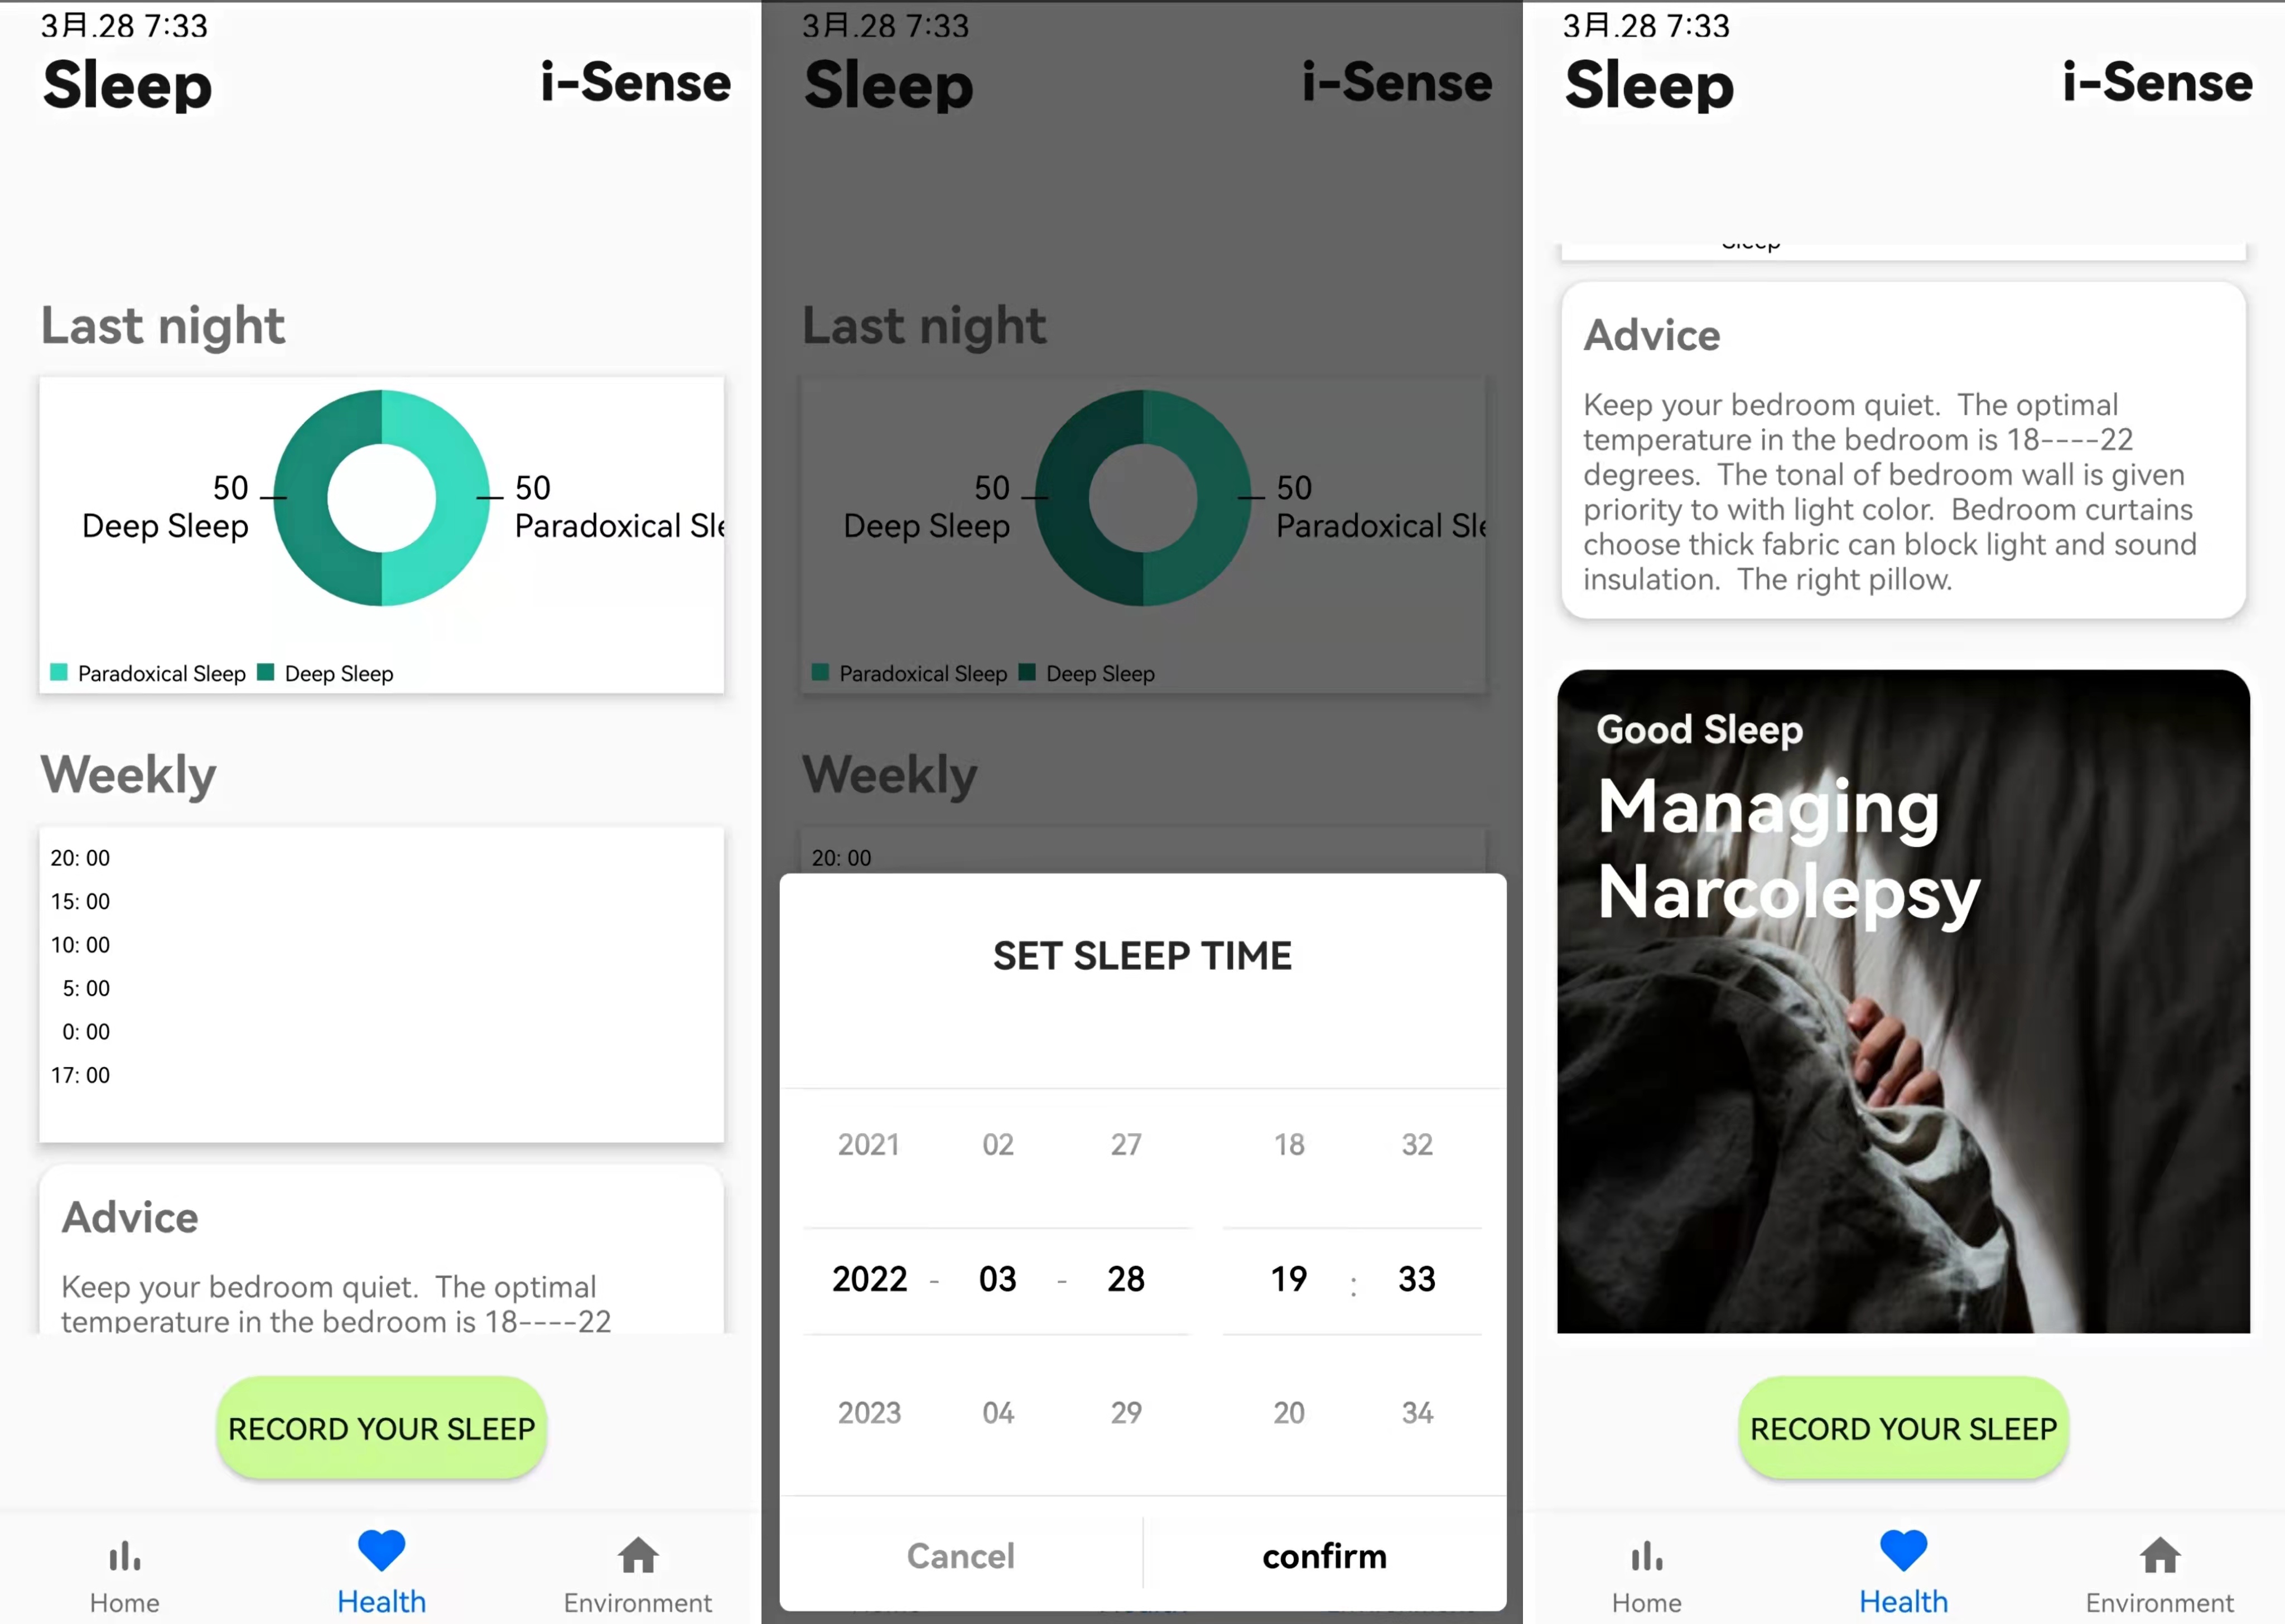 3月.28 7:33
Sleep
i-Sense
Last night
50
Deep Sleep
50
Paradoxical Sle
Paradoxical Sleep
Deep Sleep
Weekly
20: 00
15: 00
10: 00
5: 00
0: 00
17: 00
Advice
Keep your bedroom quiet.  The optimal
temperature in the bedroom is 18----22
RECORD YOUR SLEEP
Home
Health
Environment
3月.28 7:33
Sleep
i-Sense
Last night
50
Deep Sleep
50
Paradoxical Sle
Paradoxical Sleep
Deep Sleep
Weekly
20: 00
SET SLEEP TIME
2021 02 27 18 32
2022 - 03 - 28 19 : 33
2023 04 29 20 34
Cancel
confirm
3月.28 7:33
Sleep
i-Sense
Sleep
Advice
Keep your bedroom quiet.  The optimal
temperature in the bedroom is 18----22
degrees.  The tonal of bedroom wall is given
priority to with light color.  Bedroom curtains
choose thick fabric can block light and sound
insulation.  The right pillow.
Good Sleep
Managing
Narcolepsy
RECORD YOUR SLEEP
Home
Health
Environment